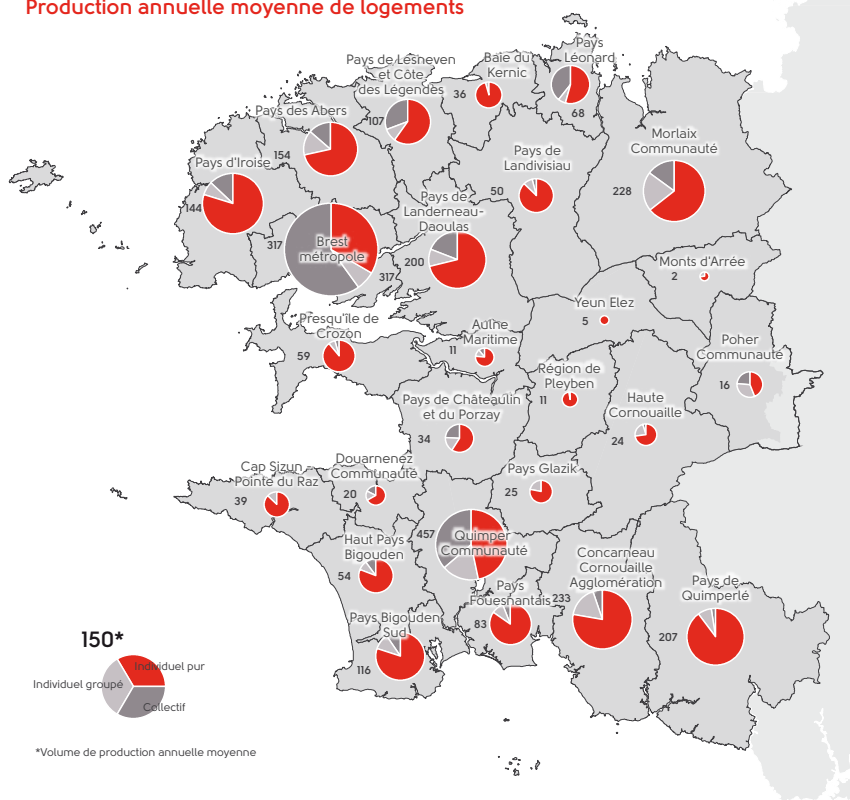 Production annuelle moyenne de logements
Pays
Léonard
68
Baie du
Kernic
36
Pays de Lesneven
et Côte
des Légendes
107
Pays des Abers
154
Pays d'Iroise
144
Morlaix
Communauté
228
Pays de
Landivisiau
50
Pays de
Landerneau-
Daoulas
200
Brest
métropole
317
317
Monts d'Arrée
2
Yeun Elez
5
Presqu'île de
Crozon
59
Aulne
Maritime
11
Poher
Communauté
16
Région de
Pleyben
11
Haute
Cornouaille
24
Pays de Châteaulin
et du Porzay
34
Douarnenez
Communauté
20
Cap Sizun
Pointe du Raz
39
Pays Glazik
25
Quimper
Communauté
457
Haut Pays
Bigouden
54
Concarneau
Cornouaille
Agglomération
233
Pays de
Quimperlé
207
Pays
Fouesnantais
83
Pays Bigouden
Sud
116
150*
Individuel pur
Individuel groupé
Collectif
*Volume de production annuelle moyenne